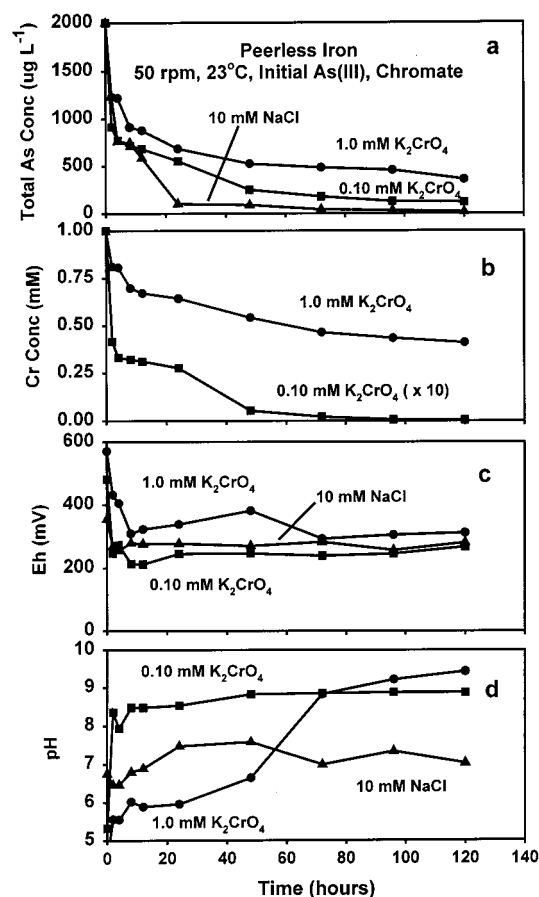 Total As Conc (ug L⁻¹)
2000
1500
1000
500
0
a
Peerless Iron
50 rpm, 23°C, Initial As(III), Chromate
10 mM NaCl
1.0 mM K₂CrO₄
0.10 mM K₂CrO₄
Cr Conc (mM)
1.00
0.75
0.50
0.25
0.00
b
1.0 mM K₂CrO₄
0.10 mM K₂CrO₄ ( x 10)
Eh (mV)
600
400
200
0
c
1.0 mM K₂CrO₄
10 mM NaCl
0.10 mM K₂CrO₄
pH
10
9
8
7
6
5
d
0.10 mM K₂CrO₄
10 mM NaCl
1.0 mM K₂CrO₄
0 20 40 60 80 100 120 140
Time (hours)